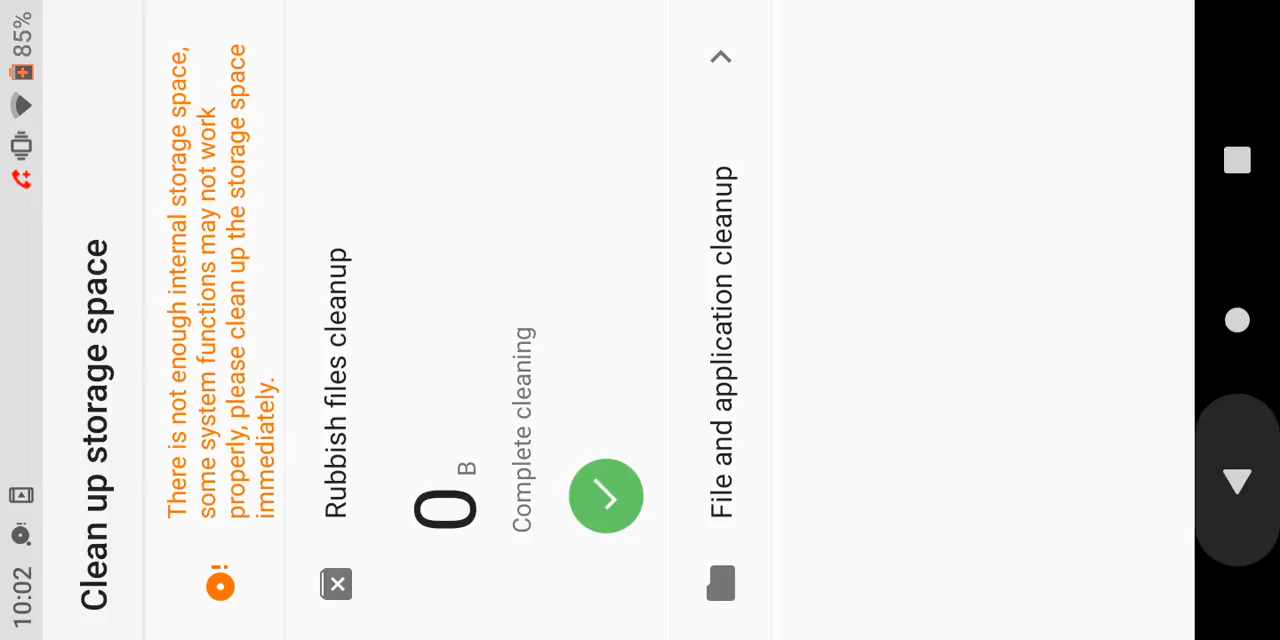 10:02
85%
Clean up storage space
There is not enough internal storage space,
some system functions may not work
properly, please clean up the storage space
immediately.
Rubbish files cleanup
0 B
Complete cleaning
File and application cleanup